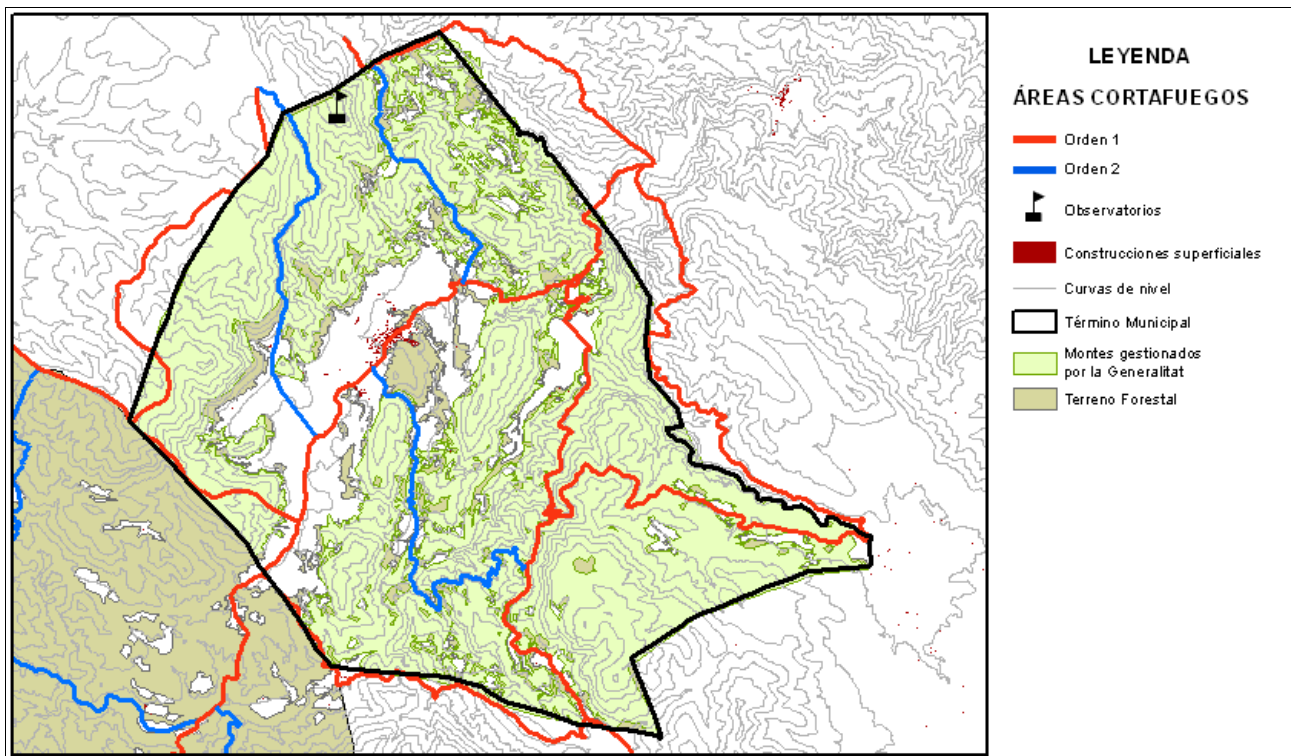 LEYENDA
ÁREAS CORTAFUEGOS
Orden 1
Orden 2
Observatorios
Construcciones superficiales
Curvas de nivel
Término Municipal
Montes gestionados
por la Generalitat
Terreno Forestal